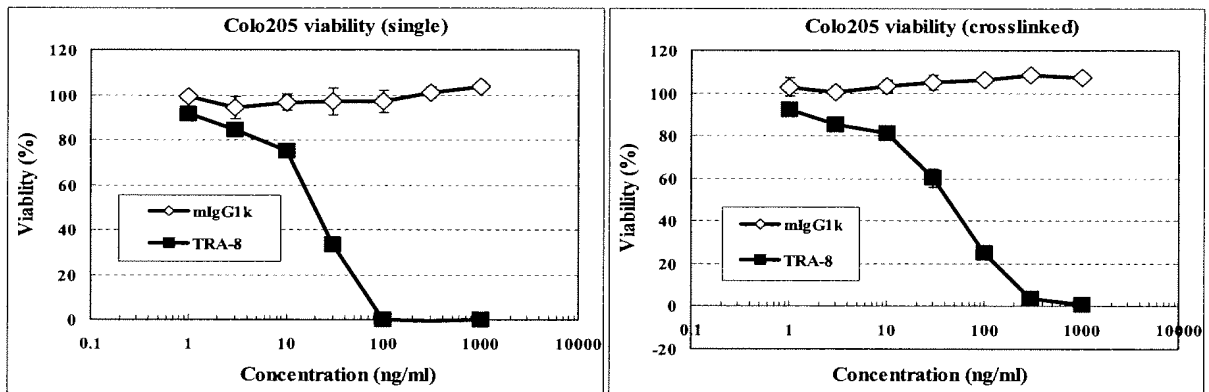 Colo205 viability (single)
120
100
80
60
40
20
0
Viablity (%)
mIgG1k
TRA-8
0.1 1 10 100 1000 10000
Concentration (ng/ml)
Colo205 viability (crosslinked)
120
100
80
60
40
20
0
-20
Viablity (%)
mIgG1k
TRA-8
0.1 1 10 100 1000 10000
Concentration (ng/ml)